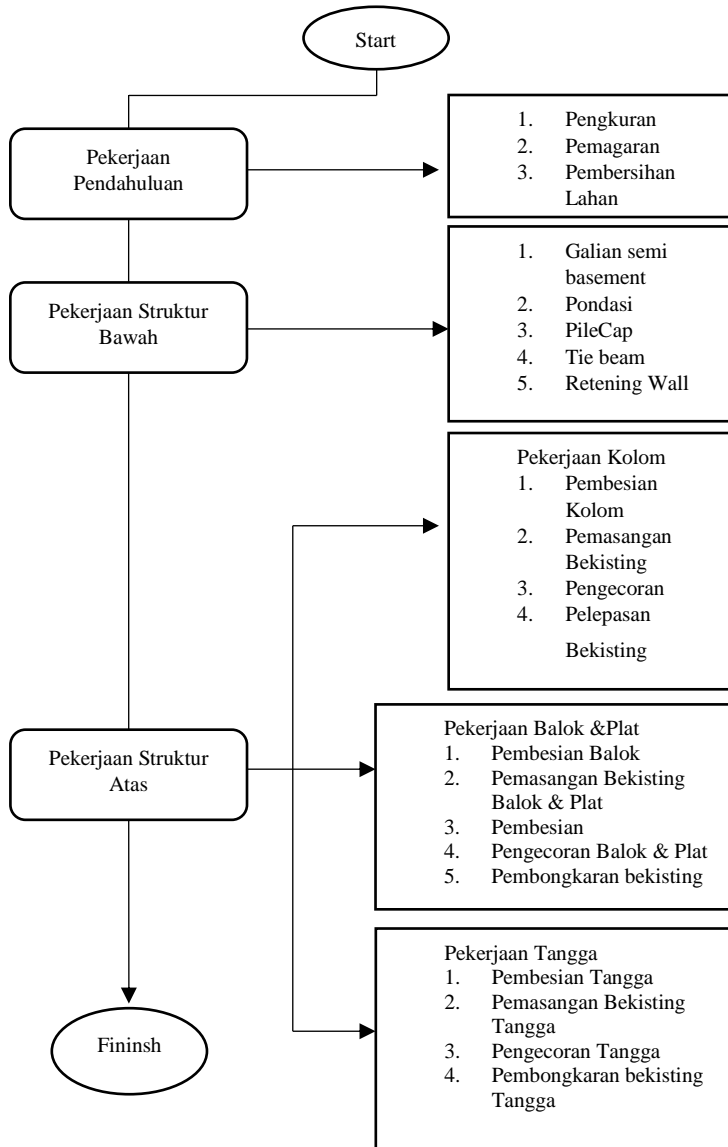 Start
Pekerjaan
Pendahuluan
1. Pengkuran
2. Pemagaran
3. Pembersihan
Lahan
Pekerjaan Struktur
Bawah
1. Galian semi
basement
2. Pondasi
3. PileCap
4. Tie beam
5. Retening Wall
Pekerjaan Struktur
Atas
Pekerjaan Kolom
1. Pembesian
Kolom
2. Pemasangan
Bekisting
3. Pengecoran
4. Pelepasan
Bekisting
Pekerjaan Balok &Plat
1. Pembesian Balok
2. Pemasangan Bekisting
Balok & Plat
3. Pembesian
4. Pengecoran Balok & Plat
5. Pembongkaran bekisting
Pekerjaan Tangga
1. Pembesian Tangga
2. Pemasangan Bekisting
Tangga
3. Pengecoran Tangga
4. Pembongkaran bekisting
Tangga
Fininsh